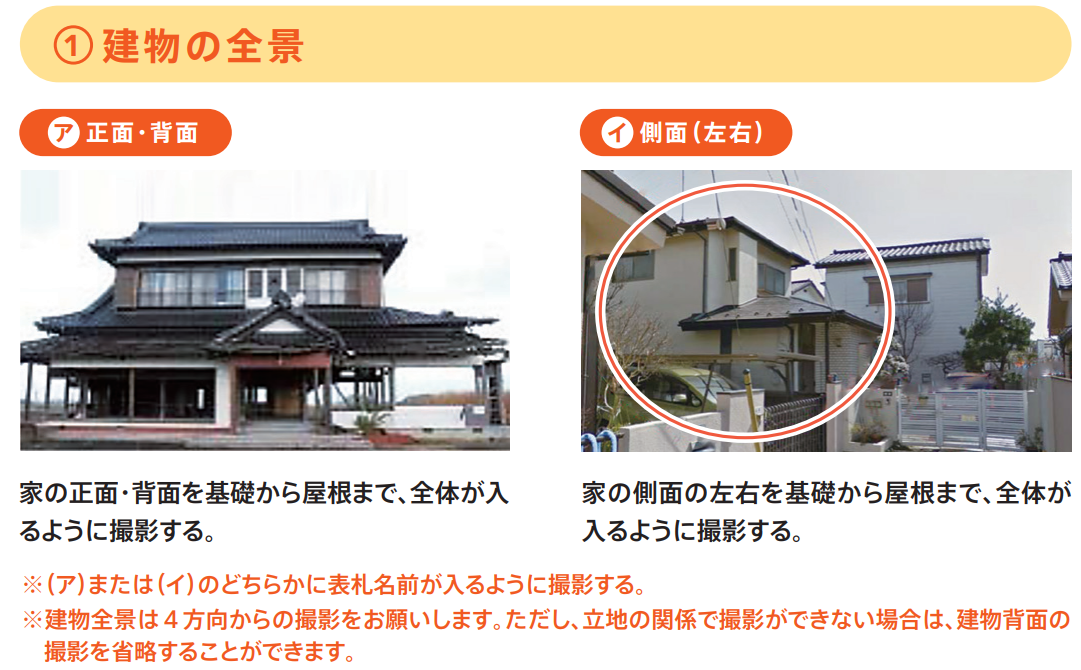 ① 建物の全景
ア 正面・背面
イ 側面(左右)
家の正面・背面を基礎から屋根まで、全体が入
るように撮影する。
家の側面の左右を基礎から屋根まで、全体が
入るように撮影する。
※(ア)または(イ)のどちらかに表札名前が入るように撮影する。
※建物全景は4方向からの撮影をお願いします。ただし、立地の関係で撮影ができない場合は、建物背面の
撮影を省略することができます。